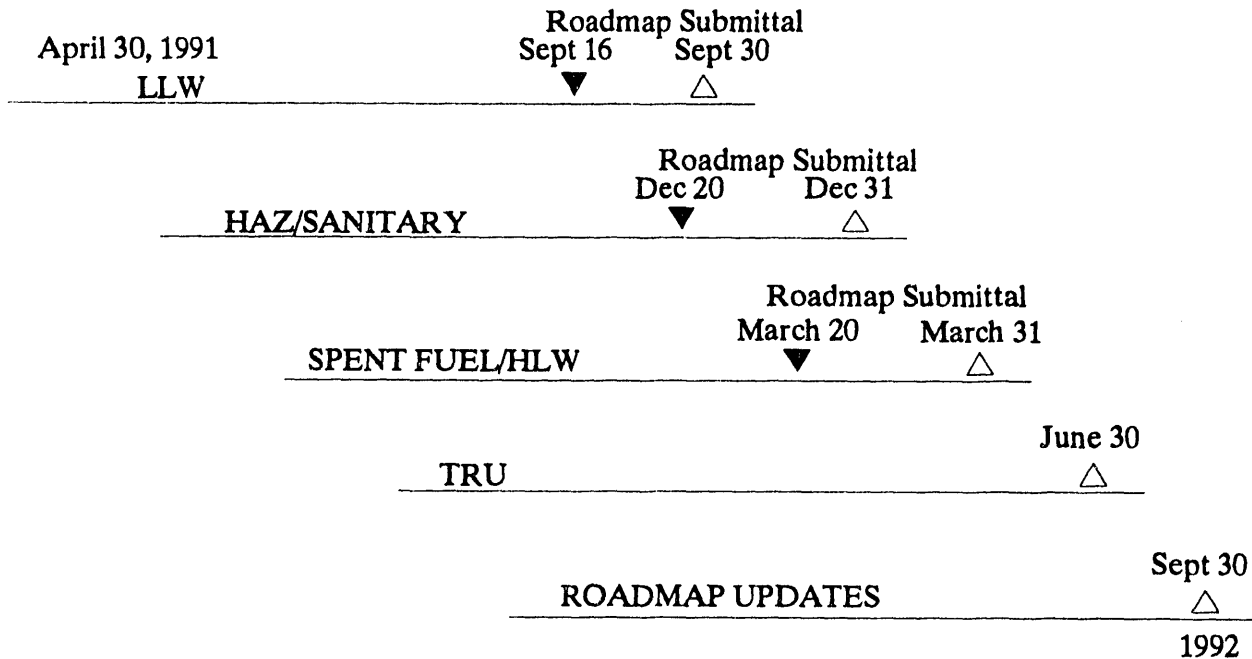 Roadmap Submittal
April 30, 1991 Sept 16 Sept 30
LLW
Roadmap Submittal
Dec 20 Dec 31
HAZ/SANITARY
Roadmap Submittal
March 20 March 31
SPENT FUEL/HLW
June 30
TRU
Sept 30
ROADMAP UPDATES
1992